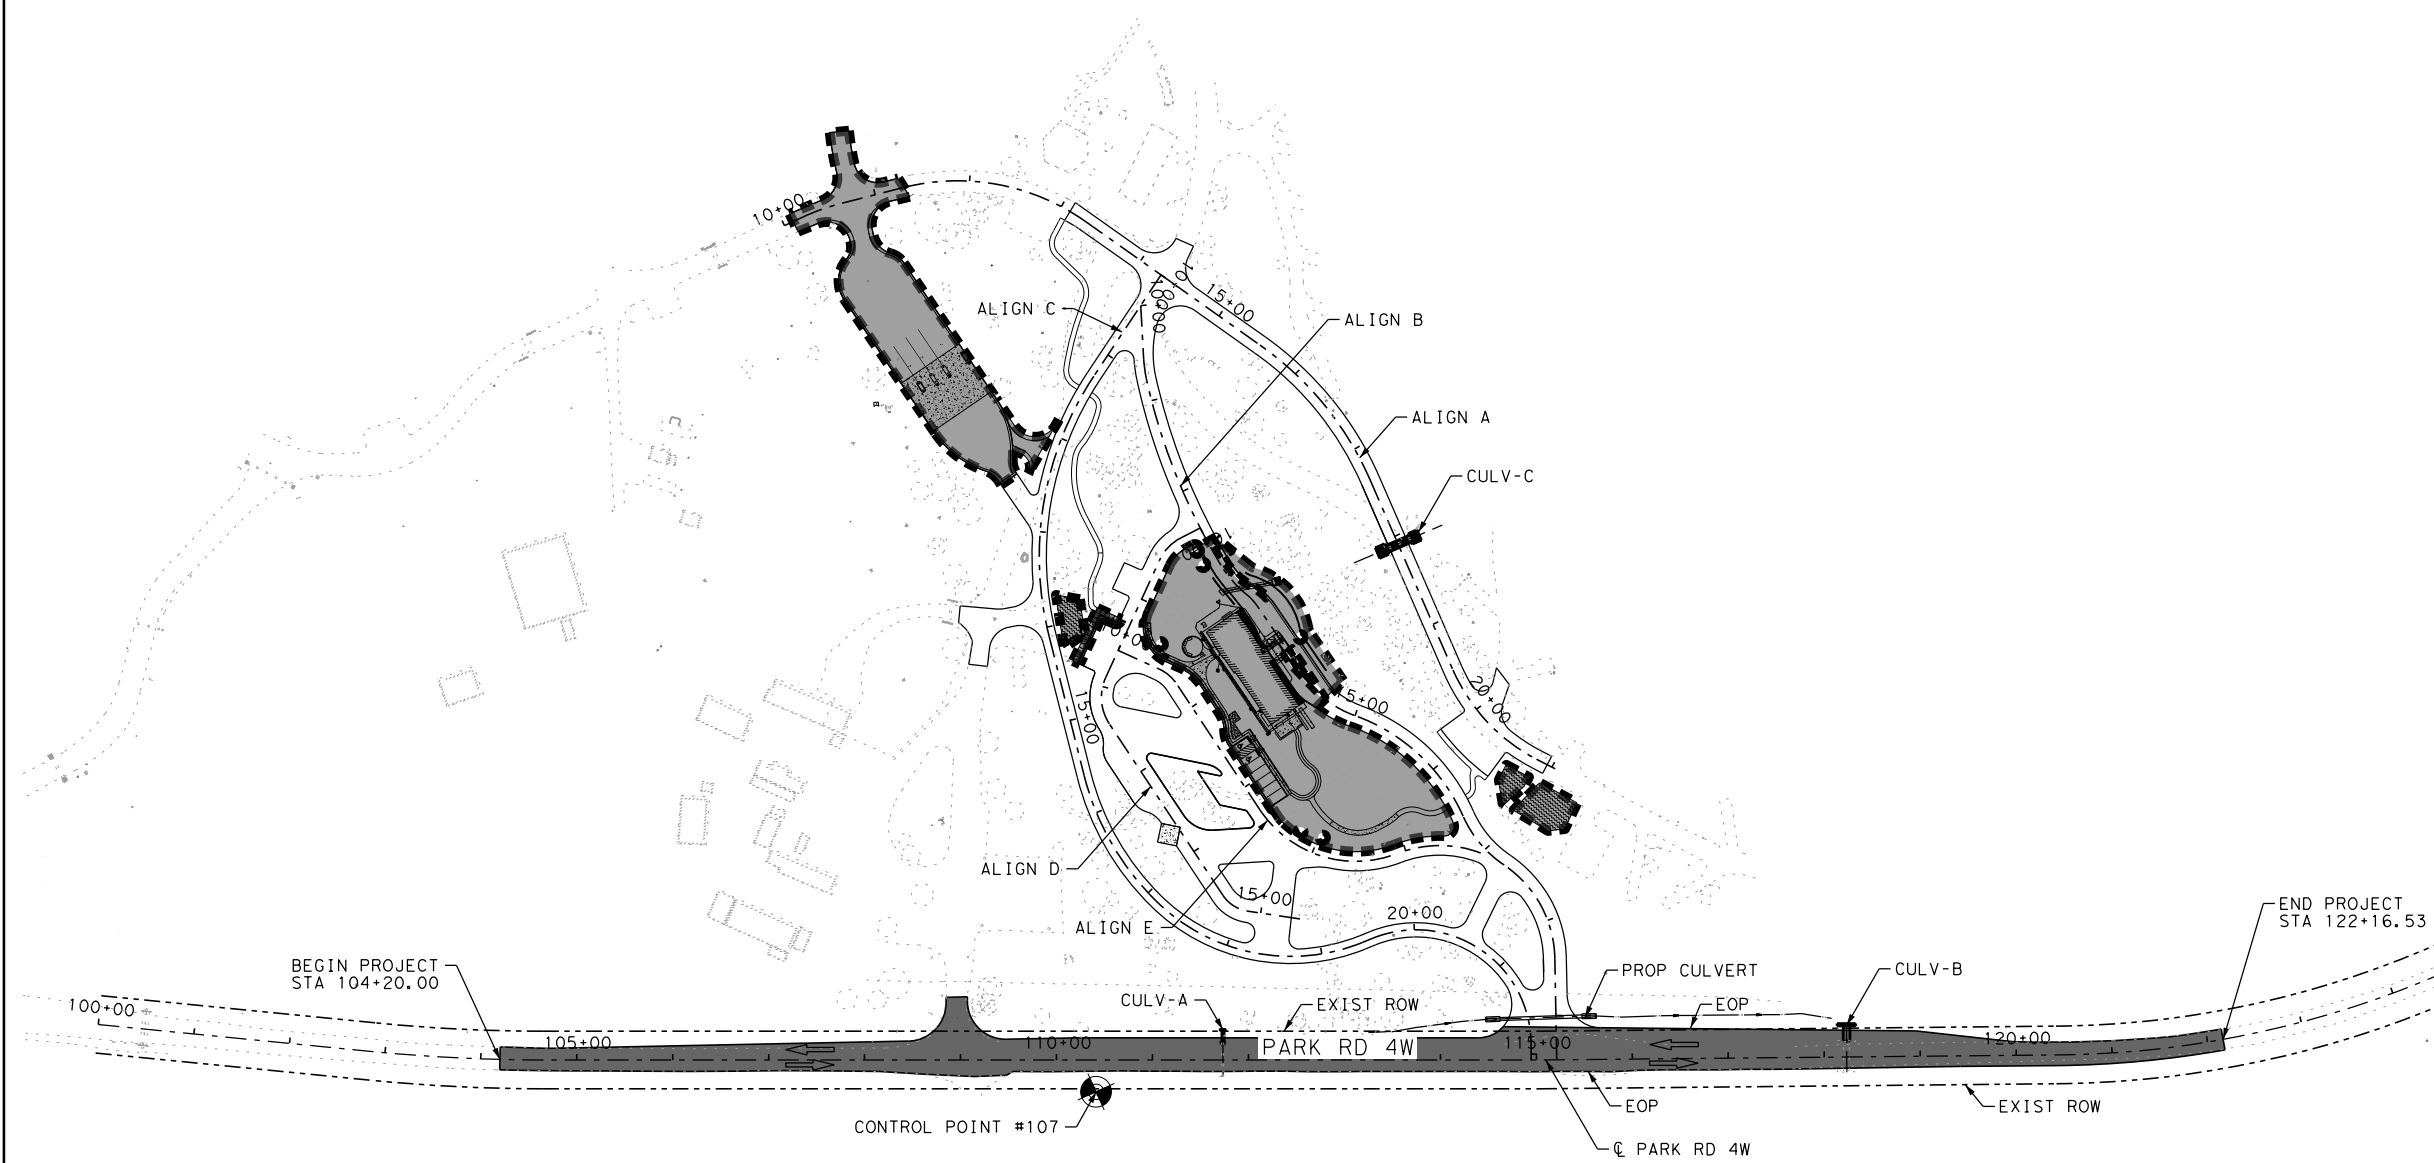 10+00
15+00
10+00
ALIGN C
ALIGN B
ALIGN A
CULV-C
15+00
20+00
15+00
ALIGN D
15+00
20+00
ALIGN E
END PROJECT
STA 122+16.53
BEGIN PROJECT
STA 104+20.00
PROP CULVERT
CULV-B
100+00
CULV-A
EXIST ROW
EOP
105+00
110+00
PARK RD 4W
115+00
120+00
EOP
EXIST ROW
CONTROL POINT #107
℄ PARK RD 4W